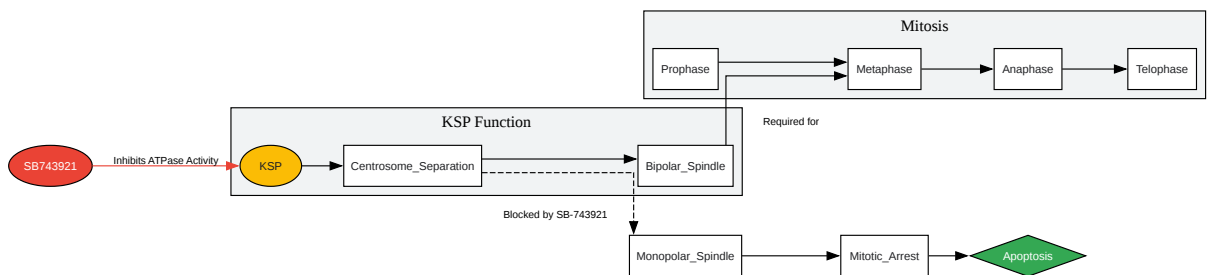 Mitosis
Prophase
Metaphase
Anaphase
Telophase
KSP Function
Required for
SB743921
Inhibits ATPase Activity
KSP
Centrosome_Separation
Bipolar_Spindle
Blocked by SB-743921
Monopolar_Spindle
Mitotic_Arrest
Apoptosis